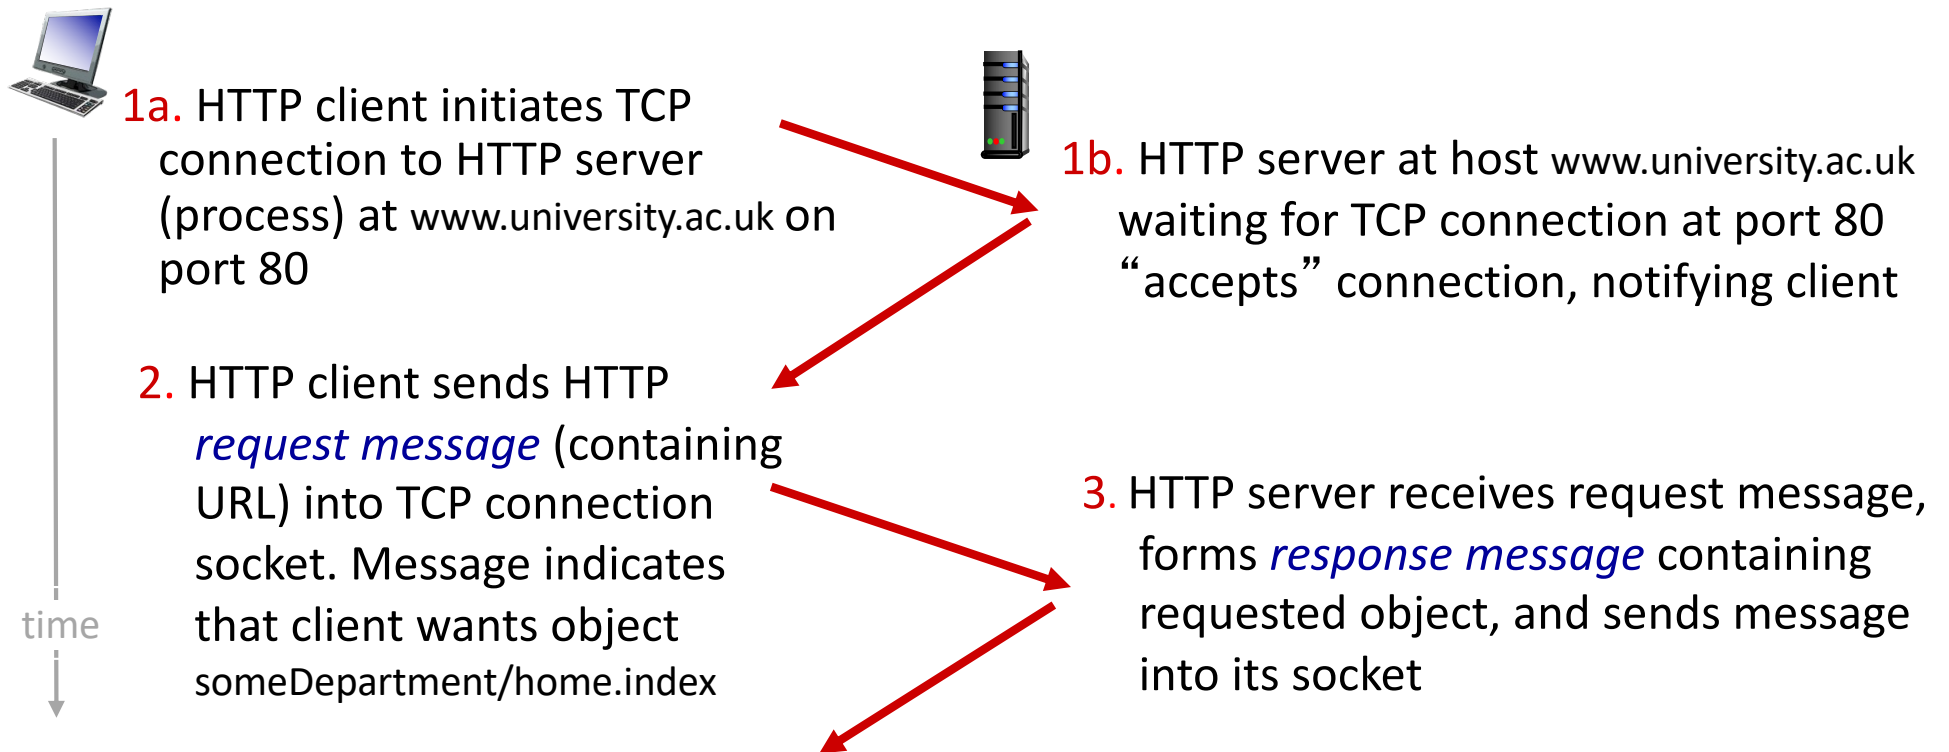 1a. HTTP client initiates TCP
connection to HTTP server
(process) at www.university.ac.uk on
port 80
1b. HTTP server at host www.university.ac.uk
waiting for TCP connection at port 80
“accepts” connection, notifying client
2. HTTP client sends HTTP
request message (containing
URL) into TCP connection
socket. Message indicates
that client wants object
someDepartment/home.index
3. HTTP server receives request message,
forms response message containing
requested object, and sends message
into its socket
time